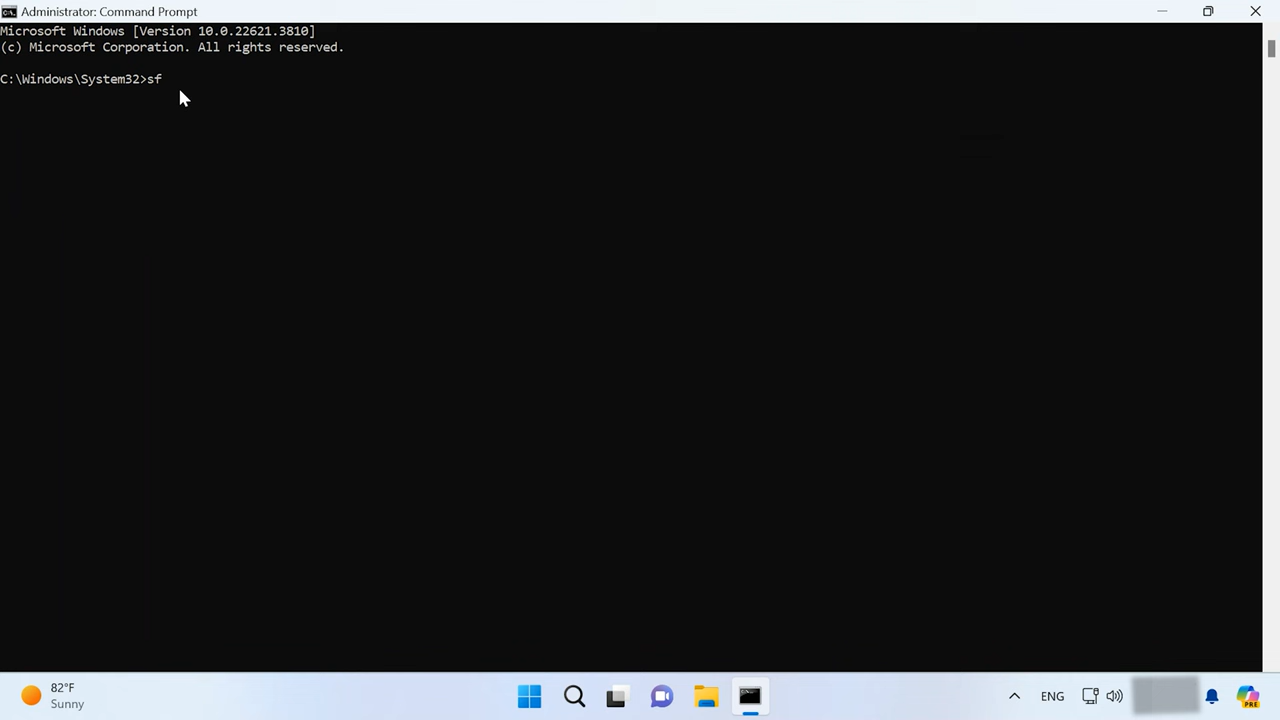 Administrator: Command Prompt
Microsoft Windows [Version 10.0.22621.3810]
(c) Microsoft Corporation. All rights reserved.
C:\Windows\System32>sf
82°F
Sunny
ENG
PRE